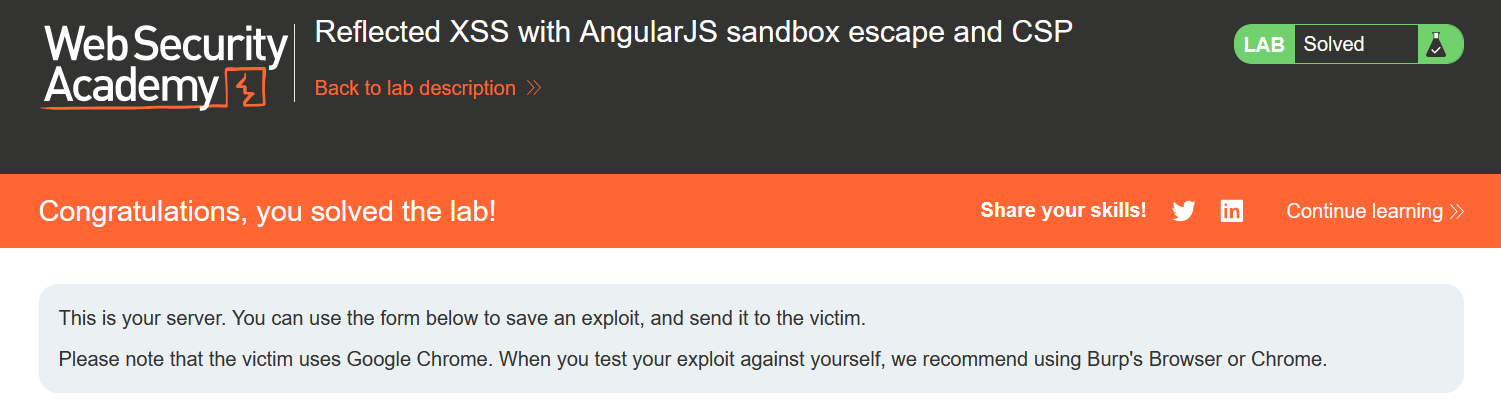 Web Security
Academy
Reflected XSS with AngularJS sandbox escape and CSP
Back to lab description
LAB Solved
Congratulations, you solved the lab!
Share your skills!
Continue learning
This is your server. You can use the form below to save an exploit, and send it to the victim.
Please note that the victim uses Google Chrome. When you test your exploit against yourself, we recommend using Burp's Browser or Chrome.